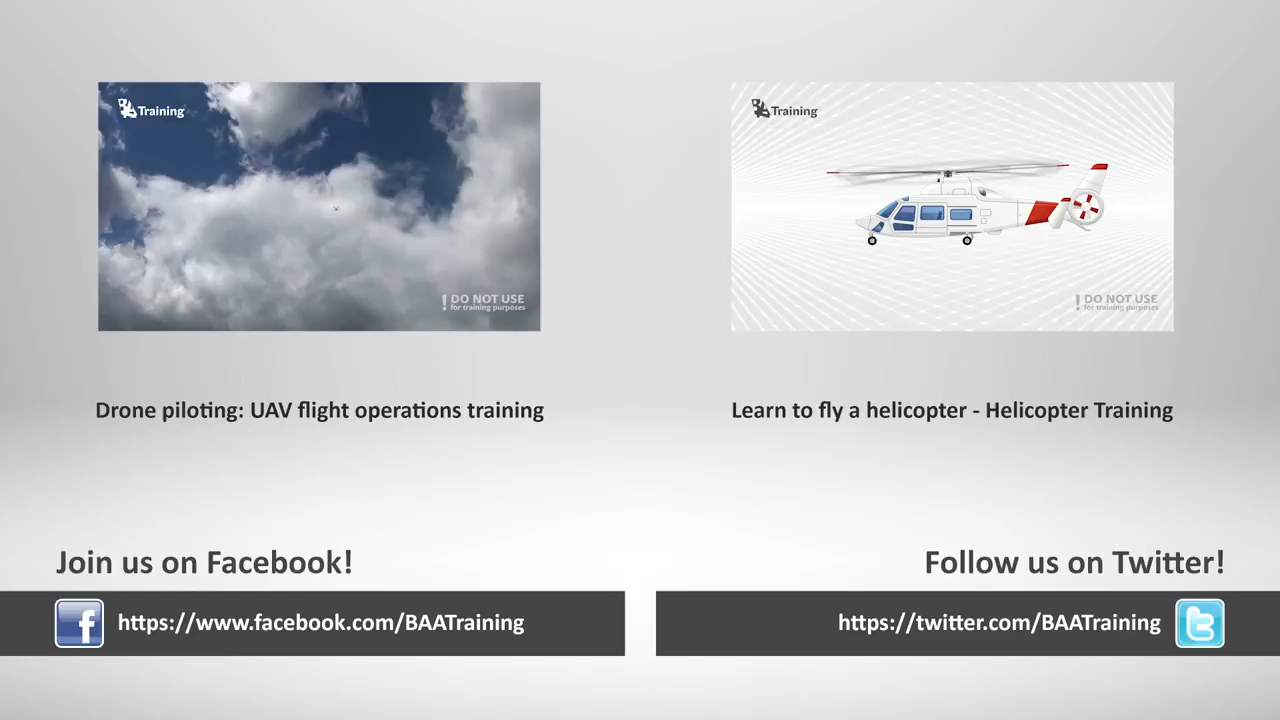 BAA Training
! DO NOT USE
for training purposes
BAA Training
! DO NOT USE
for training purposes
Drone piloting: UAV flight operations training
Learn to fly a helicopter - Helicopter Training
Join us on Facebook!
Follow us on Twitter!
f https://www.facebook.com/BAATraining
https://twitter.com/BAATraining t